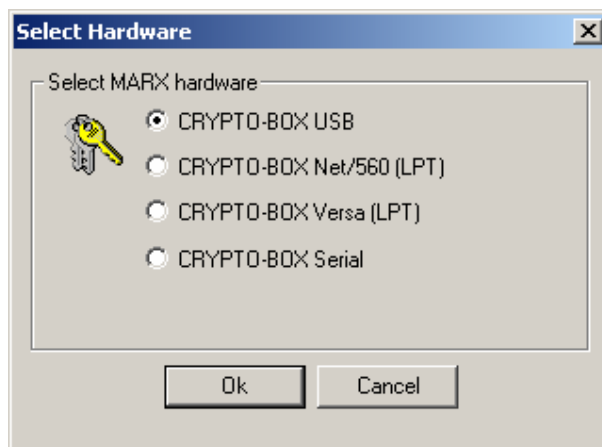 Select Hardware
Select MARX hardware
CRYPTO-BOX USB
CRYPTO-BOX Net/560 (LPT)
CRYPTO-BOX Versa (LPT)
CRYPTO-BOX Serial
Ok Cancel